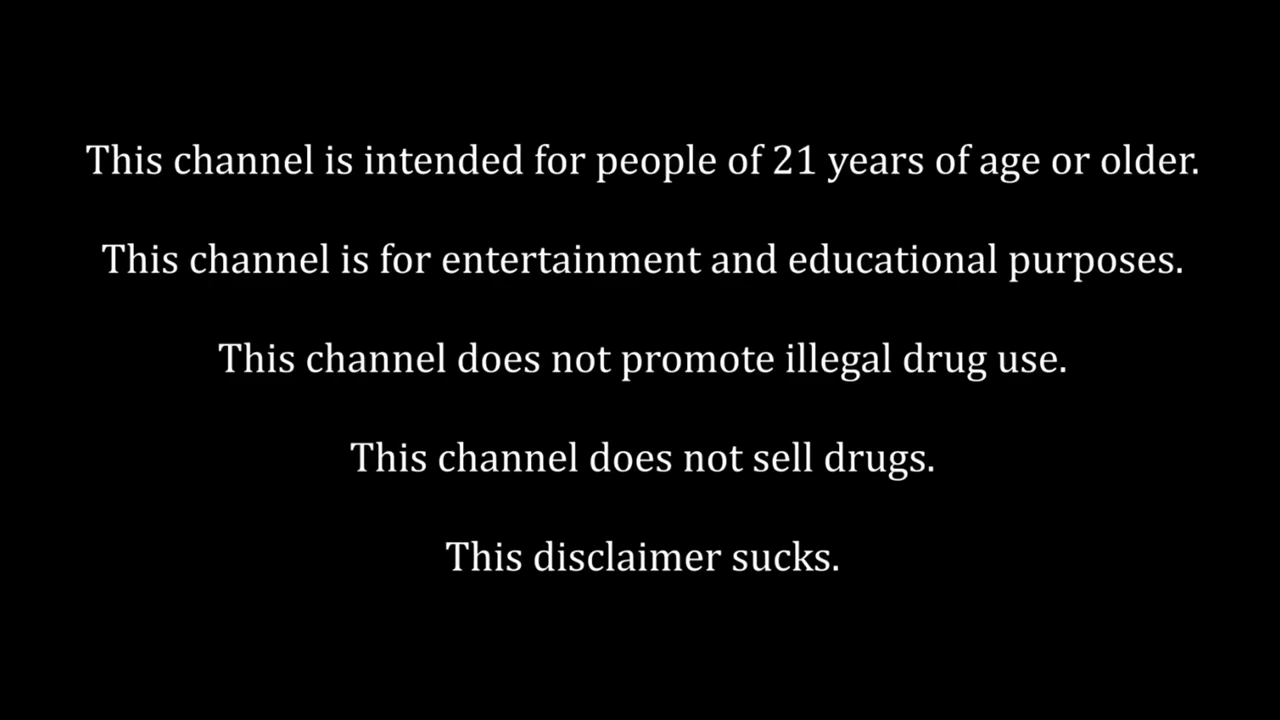 This channel is intended for people of 21 years of age or older.
This channel is for entertainment and educational purposes.
This channel does not promote illegal drug use.
This channel does not sell drugs.
This disclaimer sucks.